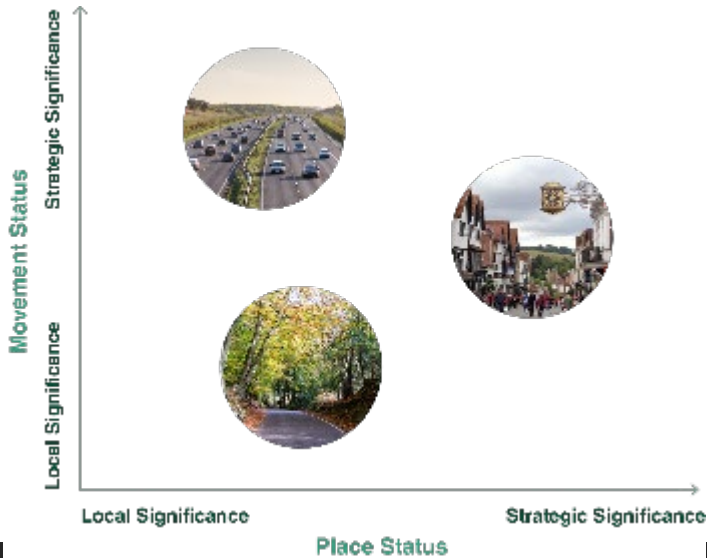 Movement Status
Strategic Significance
Local Significance
Local Significance
Strategic Significance
Place Status